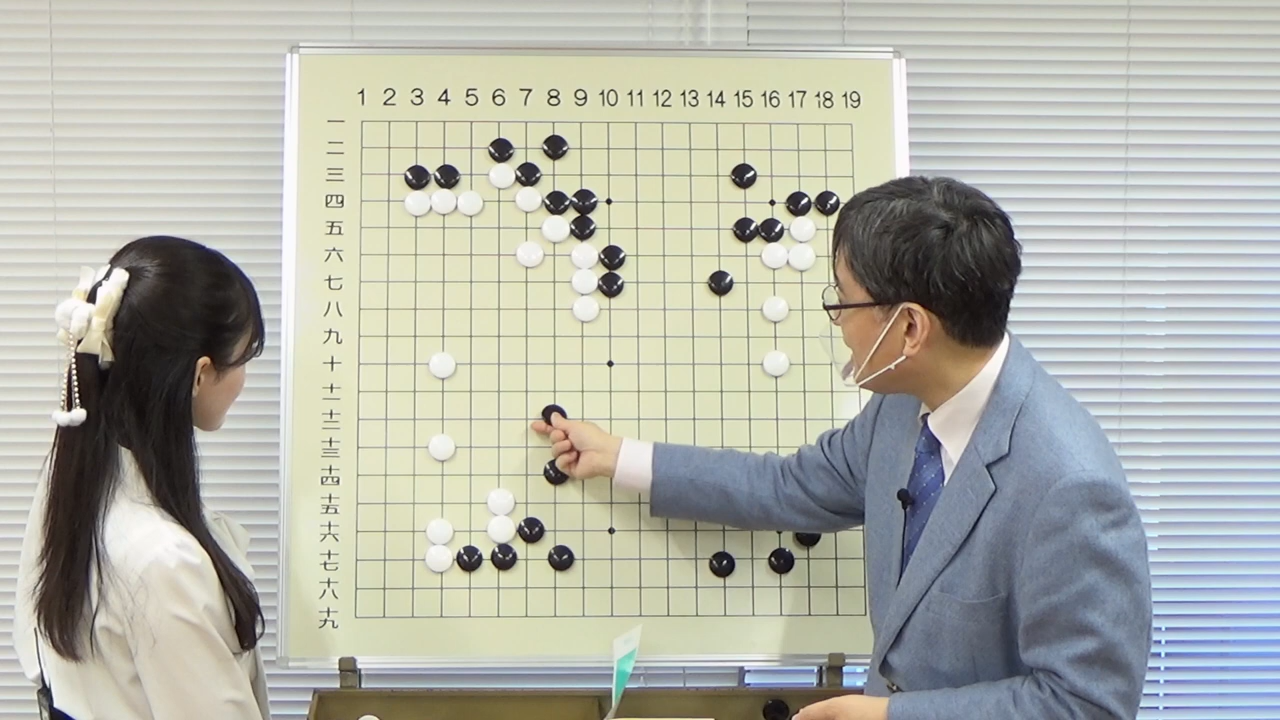 1 2 3 4 5 6 7 8 9 10 11 12 13 14 15 16 17 18 19
一
二
三
四
五
六
七
八
九
十
十一
十二
十三
十四
十五
十六
十七
十八
十九